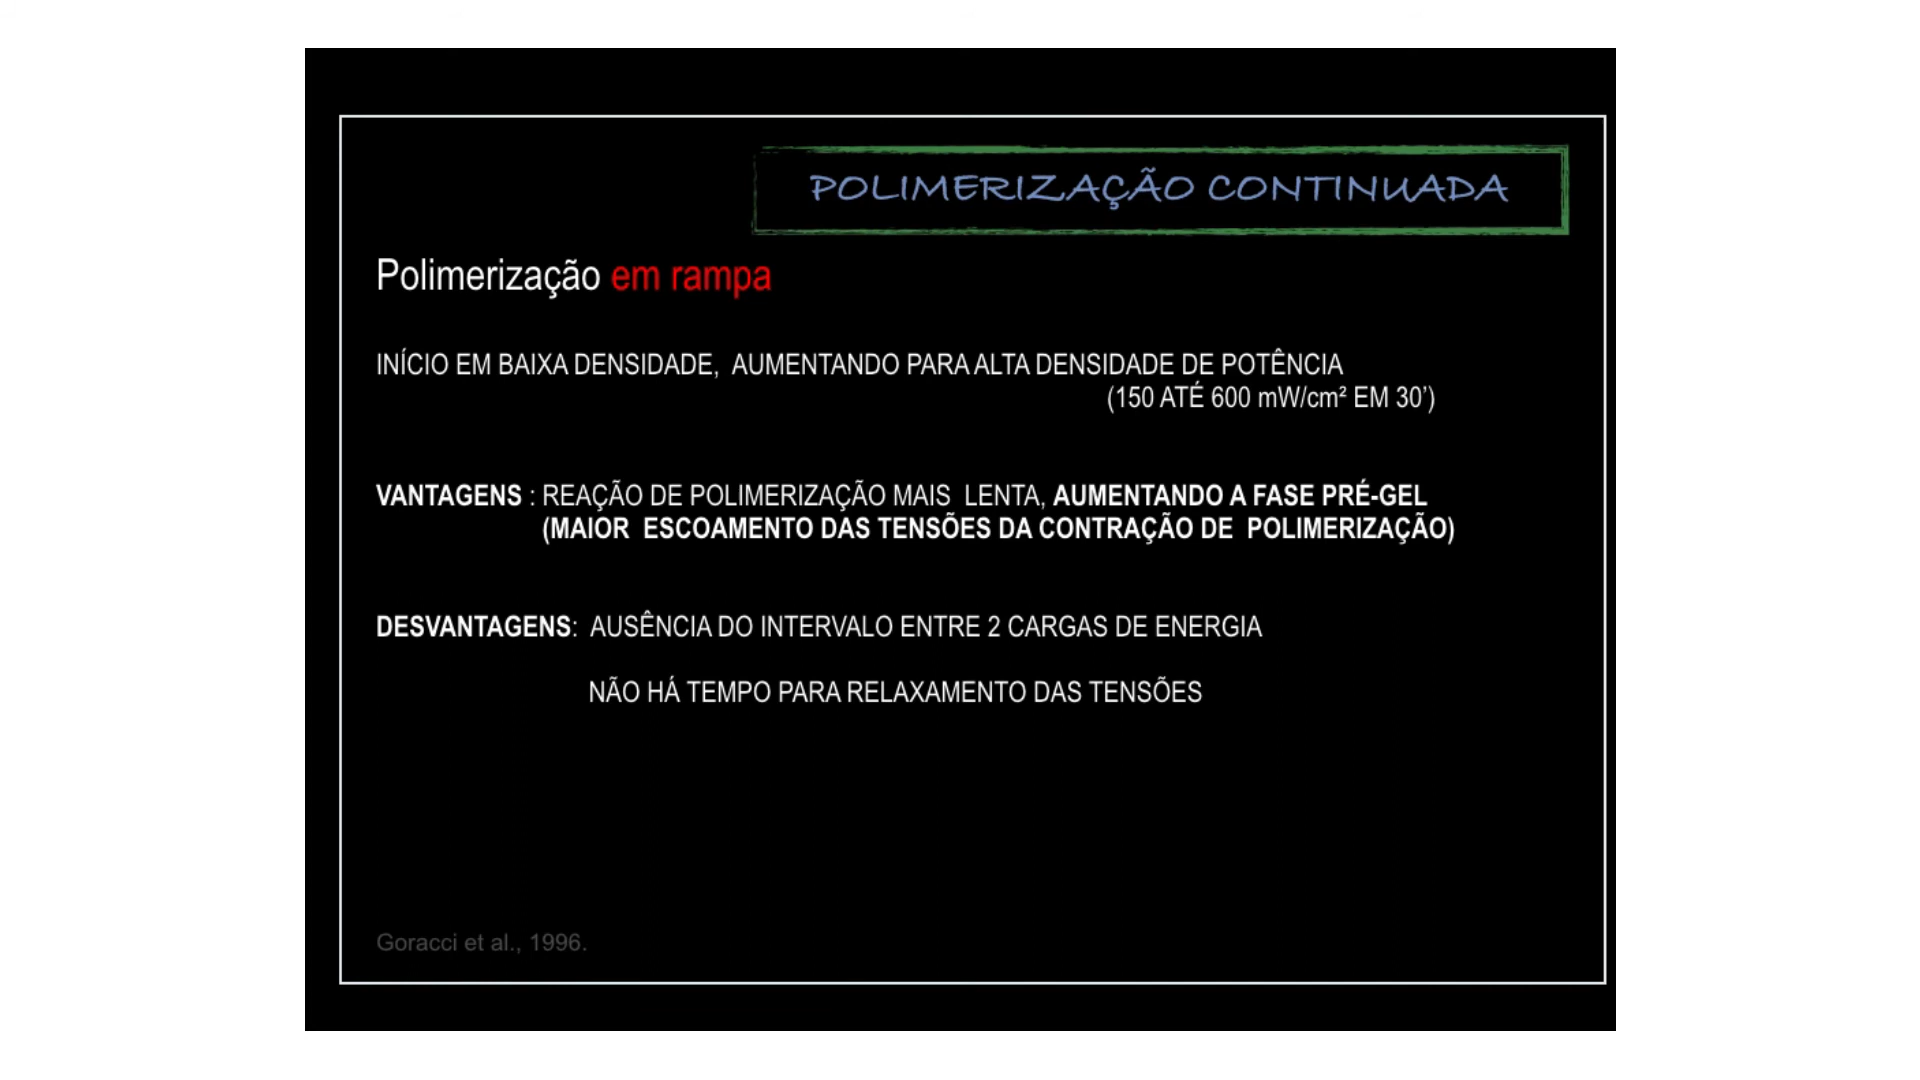 POLIMERIZAÇÃO CONTINUADA
Polimerização em rampa
INÍCIO EM BAIXA DENSIDADE, AUMENTANDO PARA ALTA DENSIDADE DE POTÊNCIA
(150 ATÉ 600 mW/cm² EM 30’)
VANTAGENS : REAÇÃO DE POLIMERIZAÇÃO MAIS LENTA, AUMENTANDO A FASE PRÉ-GEL
(MAIOR ESCOAMENTO DAS TENSÕES DA CONTRAÇÃO DE POLIMERIZAÇÃO)
DESVANTAGENS: AUSÊNCIA DO INTERVALO ENTRE 2 CARGAS DE ENERGIA
NÃO HÁ TEMPO PARA RELAXAMENTO DAS TENSÕES
Goracci et al., 1996.